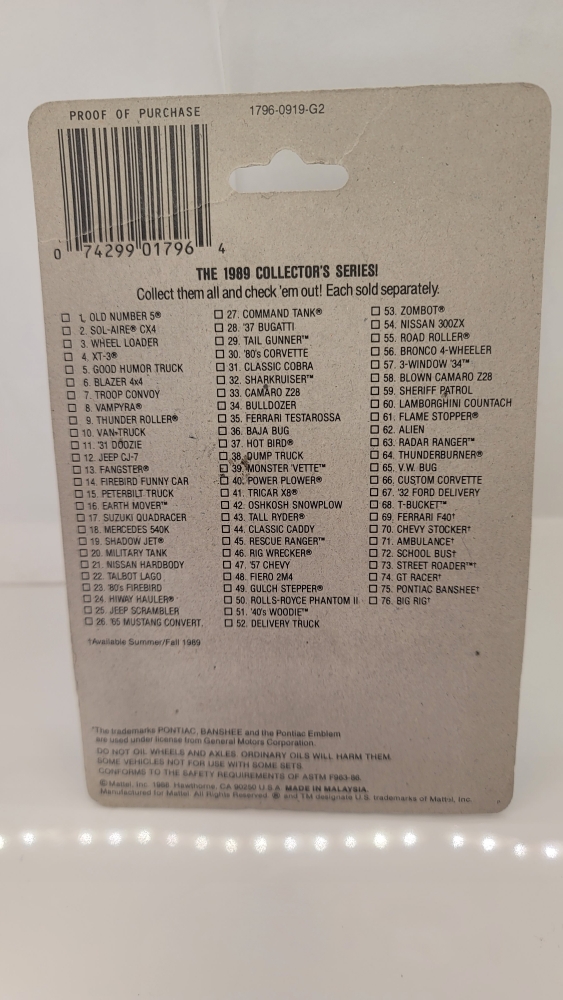 PROOF OF PURCHASE
1796-0919-G2
0 74299 01796 4
THE 1989 COLLECTOR'S SERIES!
Collect them all and check 'em out! Each sold separately.
1. OLD NUMBER 5®
2. SOL-AIRE® CX4
3. WHEEL LOADER
4. XT-3®
5. GOOD HUMOR TRUCK
6. BLAZER 4x4
7. TROOP CONVOY
8. VAMPYRA®
9. THUNDER ROLLER®
10. VAN-TRUCK
11. '31 DOOZIE
12. JEEP CJ-7
13. FANGSTER®
14. FIREBIRD FUNNY CAR
15. PETERBILT TRUCK
16. EARTH MOVER™
17. SUZUKI QUADRACER
18. MERCEDES 540K
19. SHADOW JET®
20. MILITARY TANK
21. NISSAN HARDBODY
22. TALBOT LAGO
23. '80's FIREBIRD
24. HIWAY HAULER®
25. JEEP SCRAMBLER
26. '65 MUSTANG CONVERT.
27. COMMAND TANK®
28. '37 BUGATTI
29. TAIL GUNNER™
30. '80's CORVETTE
31. CLASSIC COBRA
32. SHARKRUISER™
33. CAMARO Z28
34. BULLDOZER
35. FERRARI TESTAROSSA
36. BAJA BUG
37. HOT BIRD®
38. DUMP TRUCK
39. MONSTER 'VETTE™
40. POWER PLOWER®
41. TRICAR X8®
42. OSHKOSH SNOWPLOW
43. TALL RYDER®
44. CLASSIC CADDY
45. RESCUE RANGER™
46. RIG WRECKER®
47. '57 CHEVY
48. FIERO 2M4
49. GULCH STEPPER®
50. ROLLS-ROYCE PHANTOM II
51. '40's WOODIE™
52. DELIVERY TRUCK
53. ZOMBOT®
54. NISSAN 300ZX
55. ROAD ROLLER®
56. BRONCO 4-WHEELER
57. 3-WINDOW '34™
58. BLOWN CAMARO Z28
59. SHERIFF PATROL
60. LAMBORGHINI COUNTACH
61. FLAME STOPPER®
62. ALIEN
63. RADAR RANGER™
64. THUNDERBURNER®
65. V.W. BUG
66. CUSTOM CORVETTE
67. '32 FORD DELIVERY
68. T-BUCKET™
69. FERRARI F40†
70. CHEVY STOCKER†
71. AMBULANCE†
72. SCHOOL BUS†
73. STREET ROADER™†
74. GT RACER†
75. PONTIAC BANSHEE*†
76. BIG RIG†
†Available Summer/Fall 1989
*The trademarks PONTIAC, BANSHEE and the Pontiac Emblem
are used under license from General Motors Corporation.
DO NOT OIL WHEELS AND AXLES. ORDINARY OILS WILL HARM THEM.
SOME VEHICLES NOT FOR USE WITH SOME SETS.
CONFORMS TO THE SAFETY REQUIREMENTS OF ASTM F963-86.
© Mattel, Inc. 1988. Hawthorne, CA 90250 U.S.A. MADE IN MALAYSIA.
Manufactured for Mattel. All Rights Reserved. ® and TM designate U.S. trademarks of Mattel, Inc.